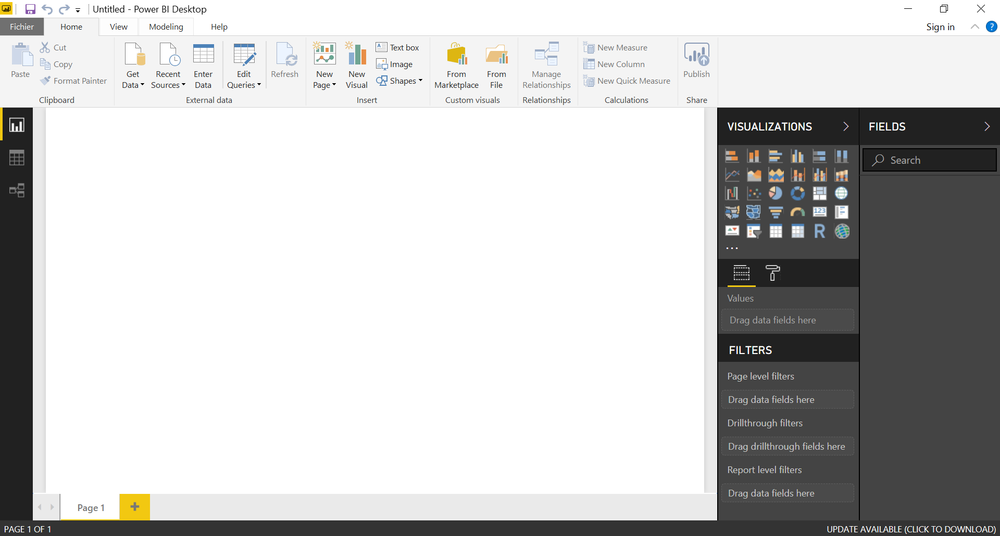 Untitled - Power BI Desktop
Fichier
Home
View
Modeling
Help
Sign in
?
Paste
Cut
Copy
Format Painter
Clipboard
Get
Data
Recent
Sources
Enter
Data
Edit
Queries
External data
Refresh
New
Page
New
Visual
Text box
Image
Shapes
Insert
From
Marketplace
From
File
Custom visuals
Manage
Relationships
Relationships
New Measure
New Column
New Quick Measure
Calculations
Publish
Share
VISUALIZATIONS
123
R
...
Values
Drag data fields here
FILTERS
Page level filters
Drag data fields here
Drillthrough filters
Drag drillthrough fields here
Report level filters
Drag data fields here
FIELDS
Search
Page 1
PAGE 1 OF 1
UPDATE AVAILABLE (CLICK TO DOWNLOAD)